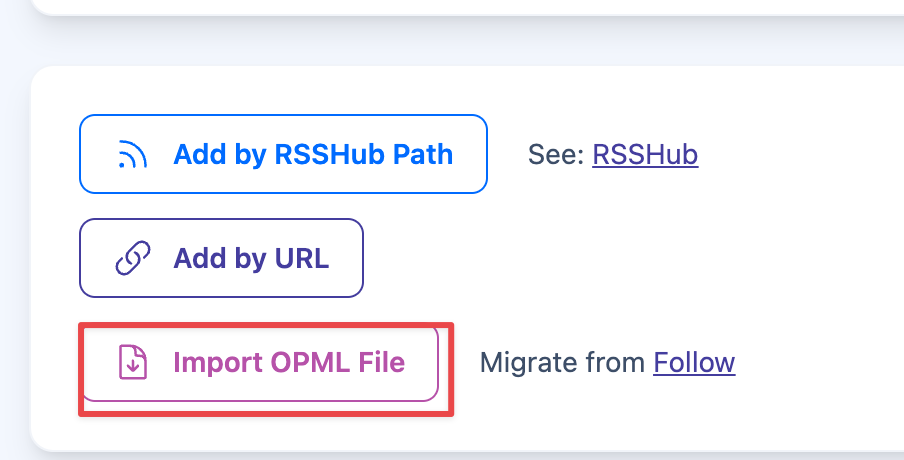 Add by RSSHub Path See: RSSHub
Add by URL
Import OPML File Migrate from Follow